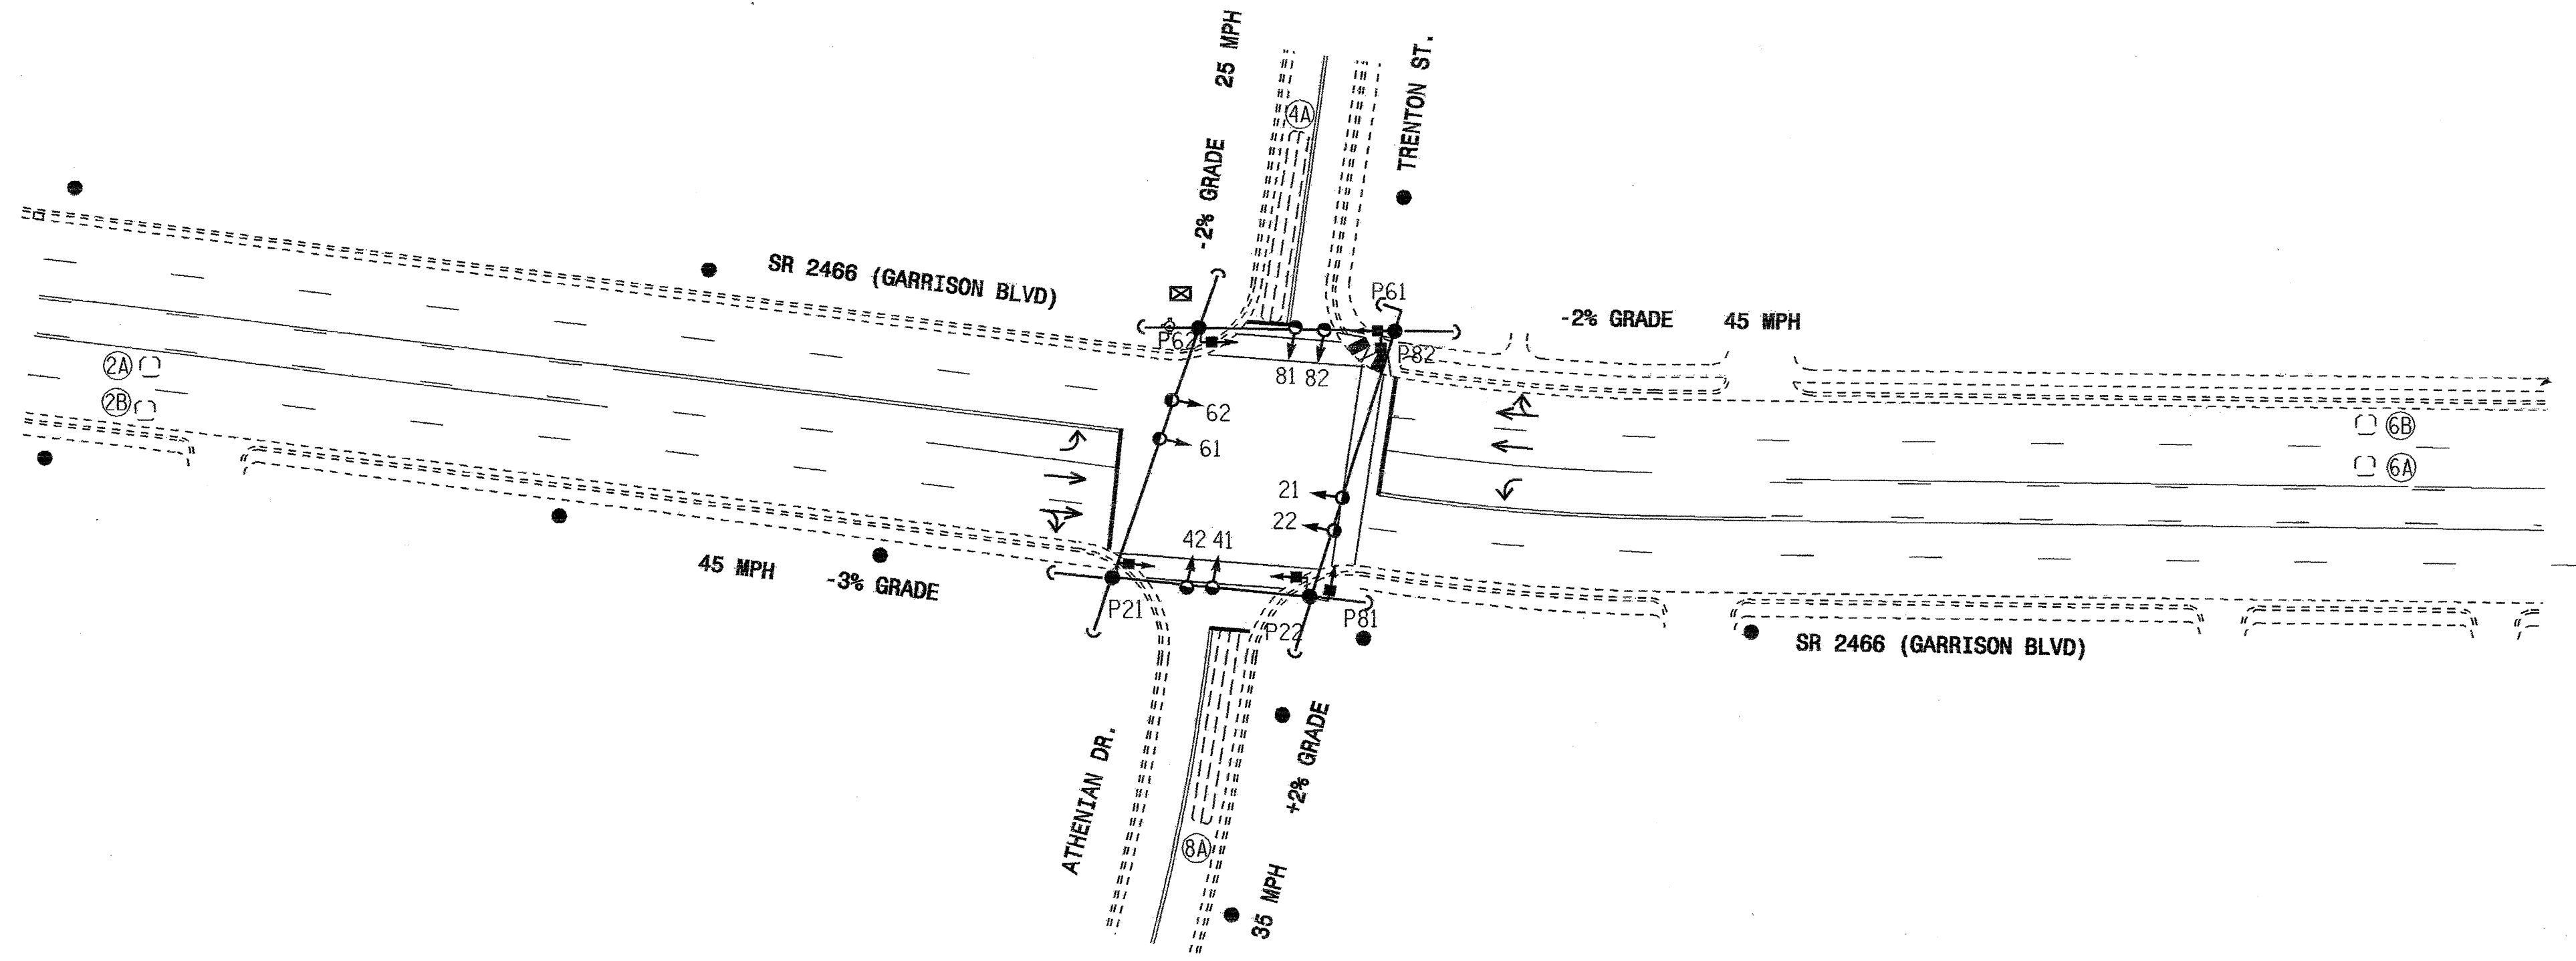 25 MPH
-2% GRADE
TRENTON ST.
4A
SR 2466 (GARRISON BLVD)
P61
P62
P82
-2% GRADE 45 MPH
81 82
2A
2B
62
61
6B
6A
21
22
42 41
45 MPH -3% GRADE
P21
P22
P81
SR 2466 (GARRISON BLVD)
ATHENIAN DR.
+2% GRADE
8A
35 MPH